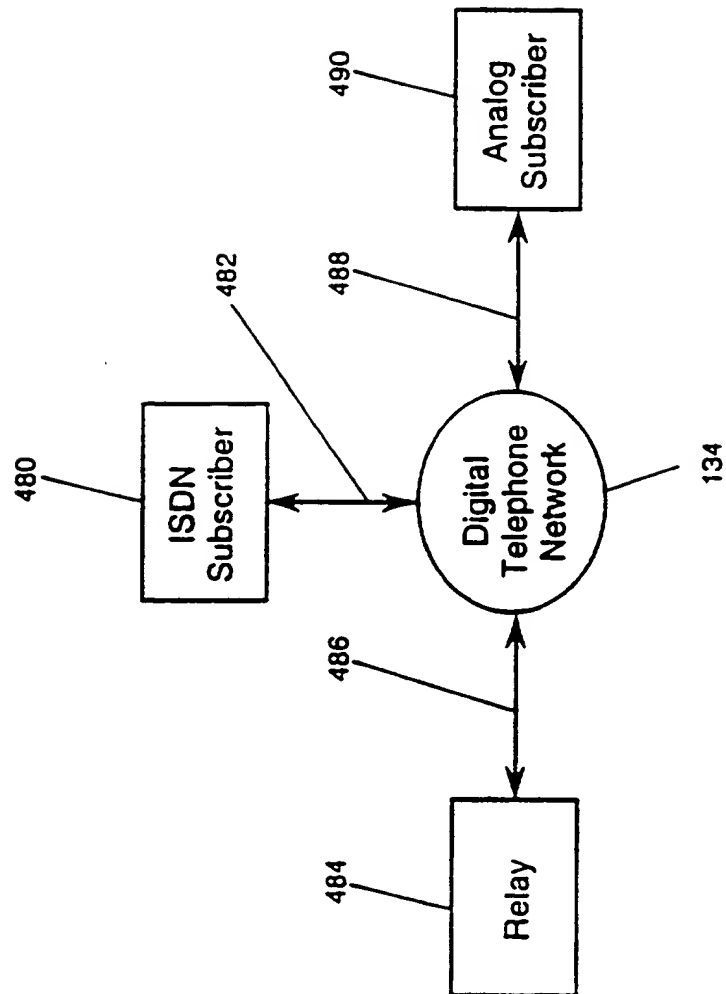 480
ISDN
Subscriber
482
484
Relay
486
Digital
Telephone
Network
134
488
490
Analog
Subscriber